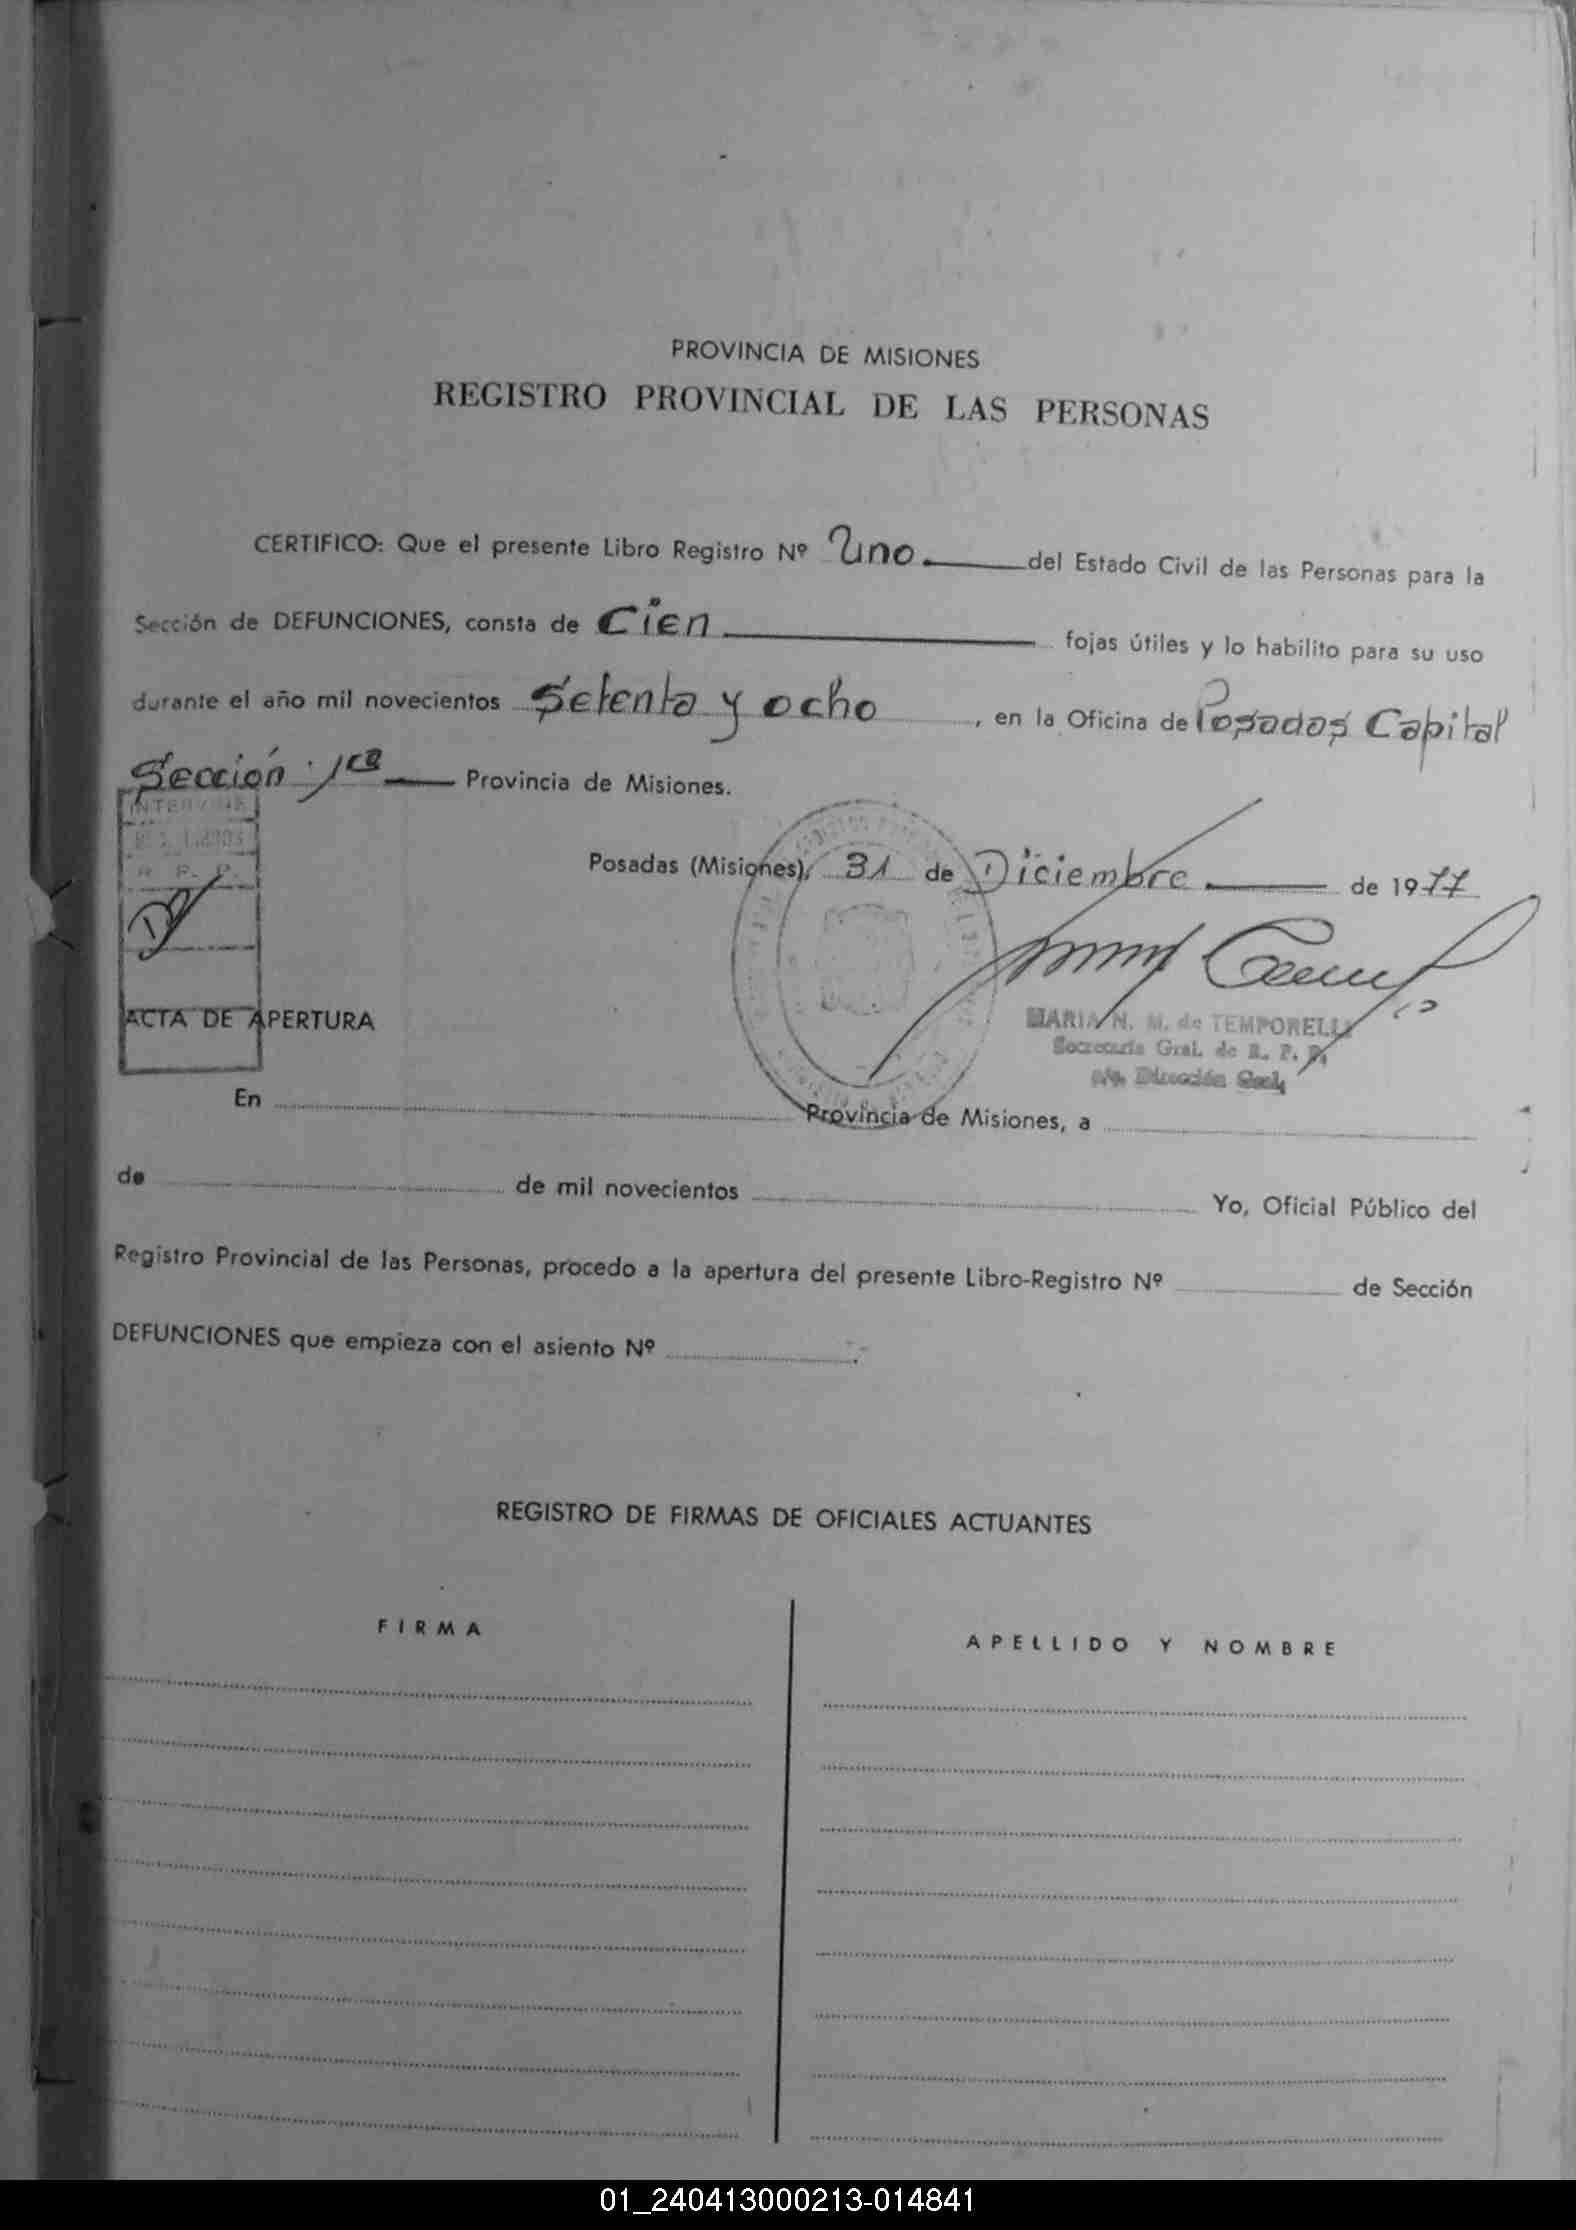 PROVINCIA DE MISIONES
REGISTRO PROVINCIAL DE LAS PERSONAS
CERTIFICO: Que el presente Libro Registro Nº Uno. del Estado Civil de las Personas para la
Sección de DEFUNCIONES, consta de Cien fojas útiles y lo habilito para su uso
durante el año mil novecientos Setenta y ocho, en la Oficina de Posadas Capital
Sección 1ra Provincia de Misiones.
R. P. P.
Posadas (Misiones), 31 de Diciembre de 1977
MARIA N. M. de TEMPORELLI
Secretaria Gral. de R. P. P.
Dirección Gral.
ACTA DE APERTURA
En Provincia de Misiones, a
de de mil novecientos Yo, Oficial Público del
Registro Provincial de las Personas, procedo a la apertura del presente Libro-Registro Nº de Sección
DEFUNCIONES que empieza con el asiento Nº .
REGISTRO DE FIRMAS DE OFICIALES ACTUANTES
FIRMA
APELLIDO Y NOMBRE
01_240413000213-014841